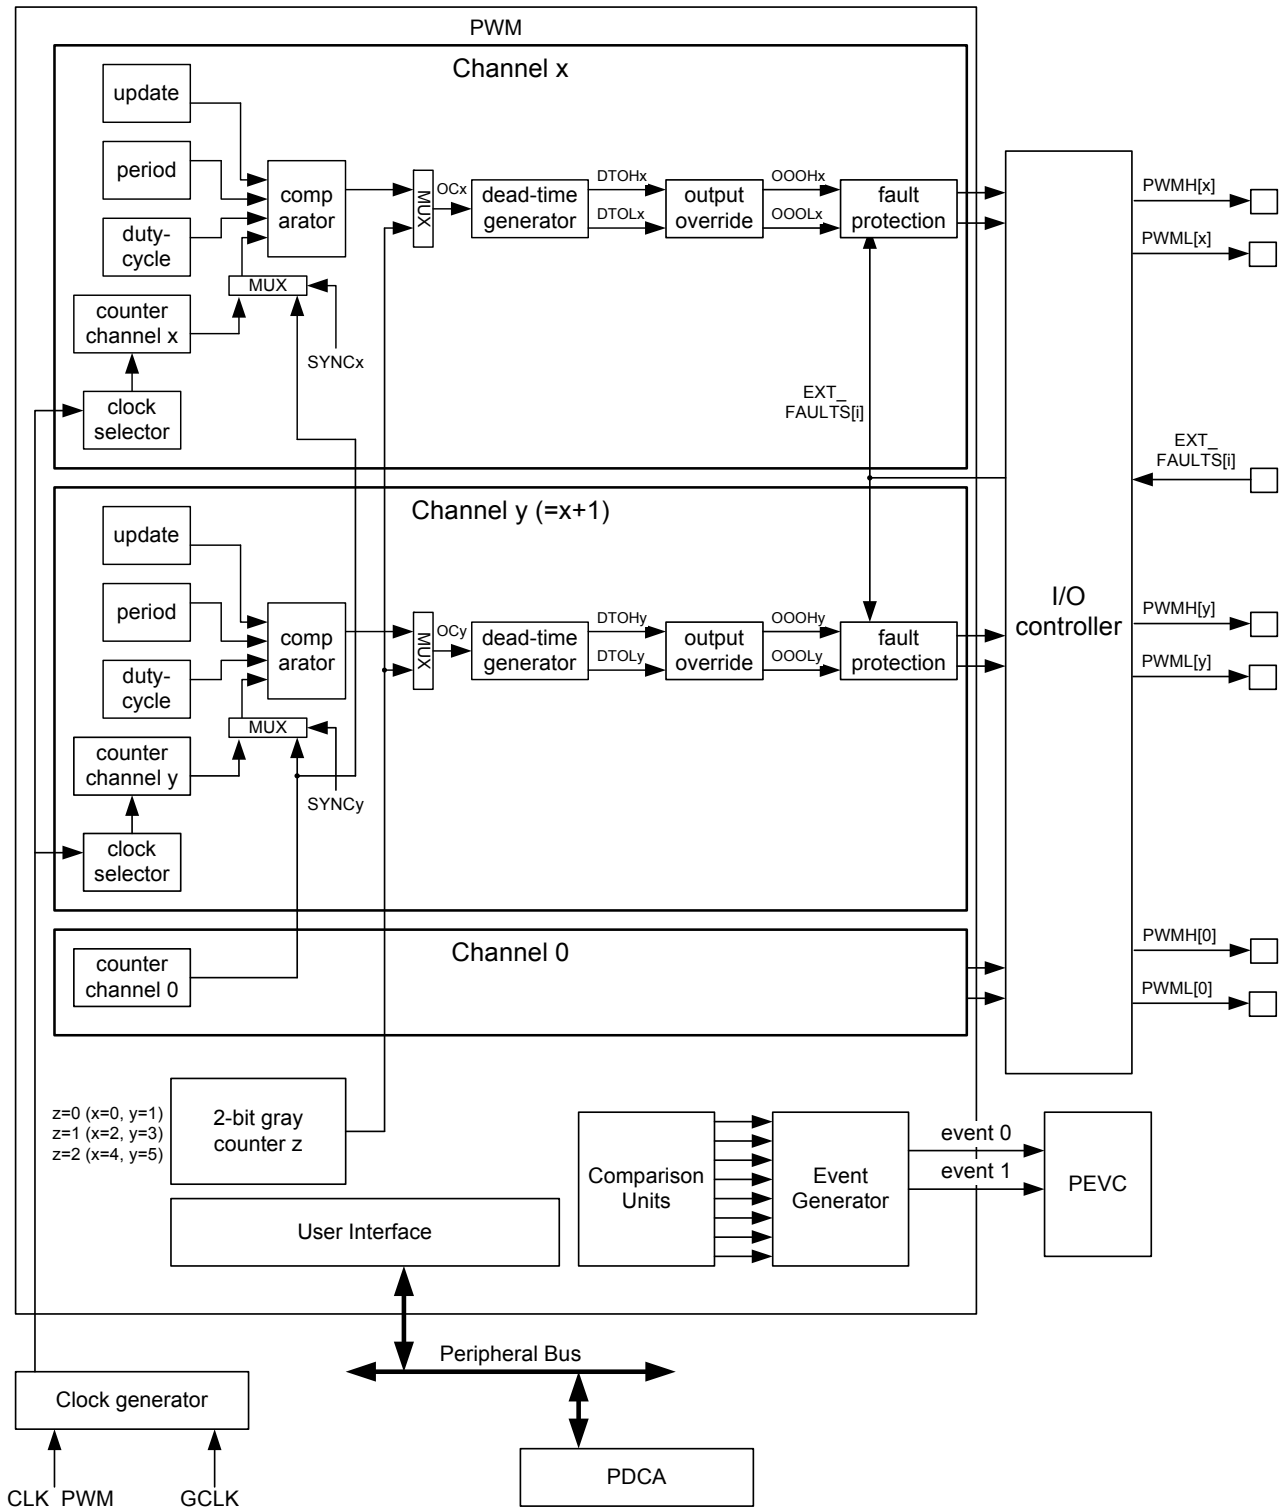 PWM
Channel x
update
period
duty-
cycle
comp
arator
MUX
counter
channel x
clock
selector
SYNCx
MUX
OCx
dead-time
generator
DTOHx
DTOLx
output
override
OOOHx
OOOLx
fault
protection
EXT_
FAULTS[i]
PWMH[x]
PWML[x]
EXT_
FAULTS[i]
I/O
controller
Channel y (=x+1)
update
period
duty-
cycle
comp
arator
MUX
counter
channel y
clock
selector
SYNCy
MUX
OCy
dead-time
generator
DTOHy
DTOLy
output
override
OOOHy
OOOLy
fault
protection
PWMH[y]
PWML[y]
Channel 0
counter
channel 0
PWMH[0]
PWML[0]
z=0 (x=0, y=1)
z=1 (x=2, y=3)
z=2 (x=4, y=5)
2-bit gray
counter z
Comparison
Units
Event
Generator
event 0
event 1
PEVC
User Interface
Peripheral Bus
Clock generator
PDCA
CLK_PWM
GCLK